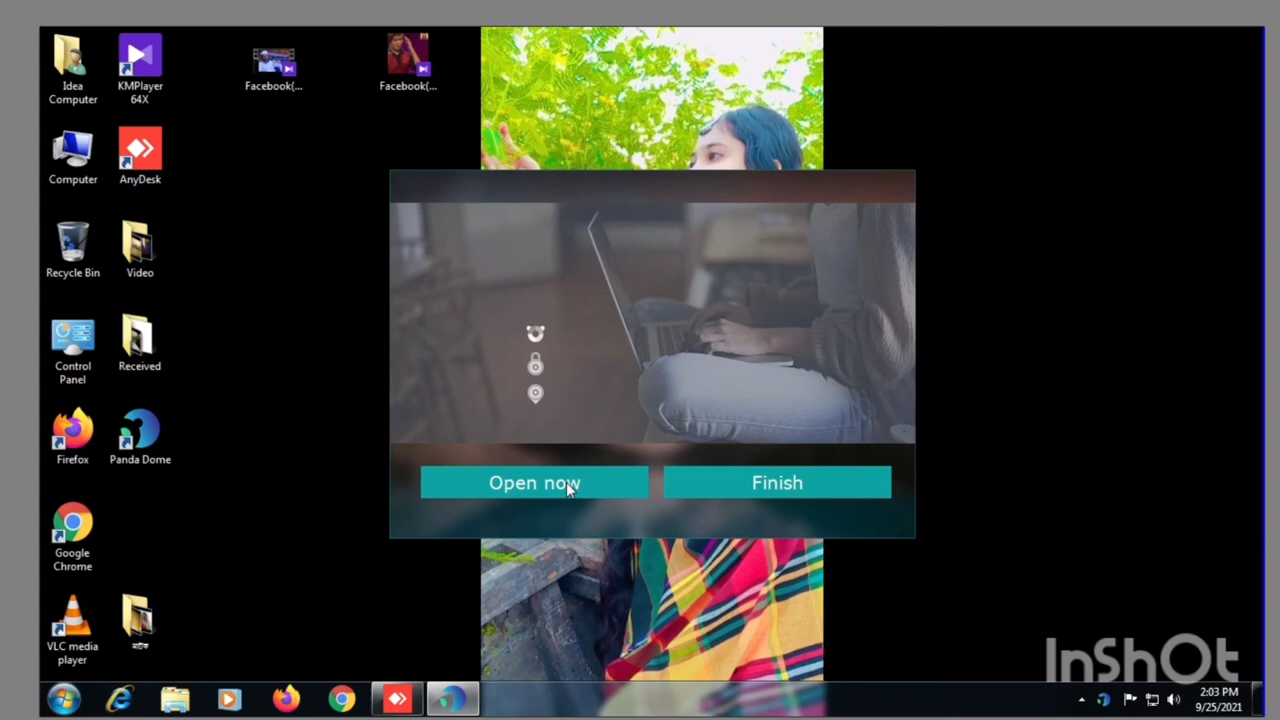 Idea
Computer
KMPlayer
64X
Facebook(...
Facebook(...
Computer
AnyDesk
Recycle Bin
Video
Control
Panel
Received
Firefox
Panda Dome
Google
Chrome
VLC media
player
Open now
Finish
InShOt
2:03 PM
9/25/2021